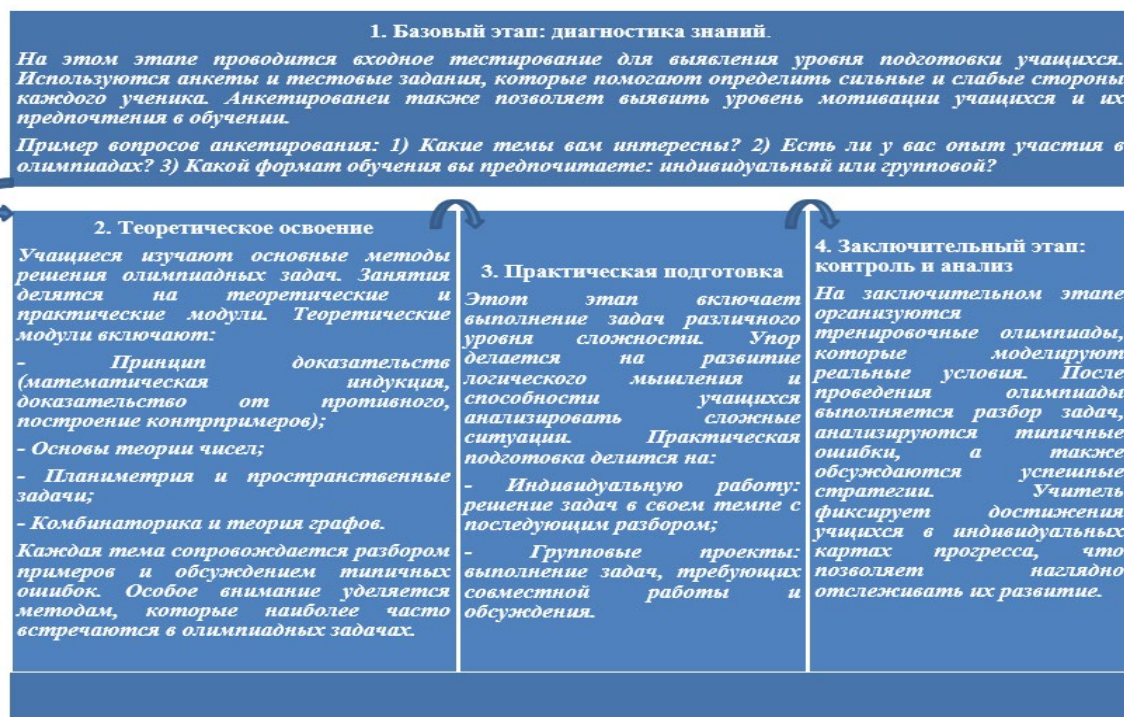 1. Базовый этап: диагностика знаний.
На этом этапе проводится входное тестирование для выявления уровня подготовки учащихся.
Используются анкеты и тестовые задания, которые помогают определить сильные и слабые стороны
каждого ученика. Анкетированеи также позволяет выявить уровень мотивации учащихся и их
предпочтения в обучении.
Пример вопросов анкетирования: 1) Какие темы вам интересны? 2) Есть ли у вас опыт участия в
олимпиадах? 3) Какой формат обучения вы предпочитаете: индивидуальный или групповой?
2. Теоретическое освоение
Учащиеся изучают основные методы
решения олимпиадных задач. Занятия
делятся на теоретические и
практические модули. Теоретические
модули включают:
- Принцип доказательств
(математическая индукция,
доказательство от противного,
построение контрпримеров);
- Основы теории чисел;
- Планиметрия и пространственные
задачи;
- Комбинаторика и теория графов.
Каждая тема сопровождается разбором
примеров и обсуждением типичных
ошибок. Особое внимание уделяется
методам, которые наиболее часто
встречаются в олимпиадных задачах.
3. Практическая подготовка
Этот этап включает
выполнение задач различного
уровня сложности. Упор
делается на развитие
логического мышления и
способности учащихся
анализировать сложные
ситуации. Практическая
подготовка делится на:
- Индивидуальную работу:
решение задач в своем темпе с
последующим разбором;
- Групповые проекты:
выполнение задач, требующих
совместной работы и
обсуждения.
4. Заключительный этап:
контроль и анализ
На заключительном этапе
организуются
тренировочные олимпиады,
которые моделируют
реальные условия. После
проведения олимпиады
выполняется разбор задач,
анализируются типичные
ошибки, а также
обсуждаются успешные
стратегии. Учитель
фиксирует достижения
учщихся в индивидуальных
картах прогресса, что
позволяет наглядно
отслеживать их развитие.